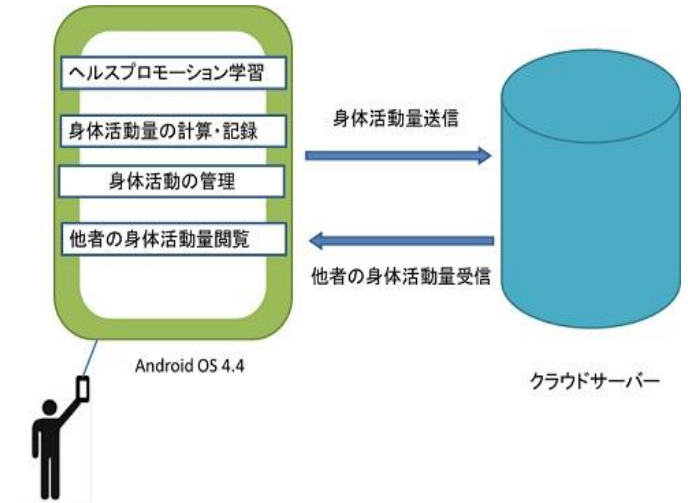 ヘルスプロモーション学習
身体活動量の計算・記録
身体活動の管理
他者の身体活動量閲覧
身体活動量送信
他者の身体活動量受信
Android OS 4.4
クラウドサーバー